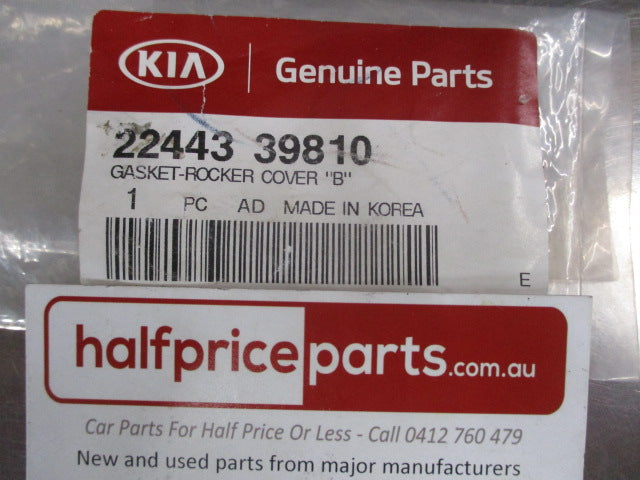 KIA Genuine Parts
22443 39810
GASKET-ROCKER COVER "B"
1 PC AD MADE IN KOREA
E
halfpriceparts.com.au
Car Parts For Half Price Or Less - Call 0412 760 479
New and used parts from major manufacturers